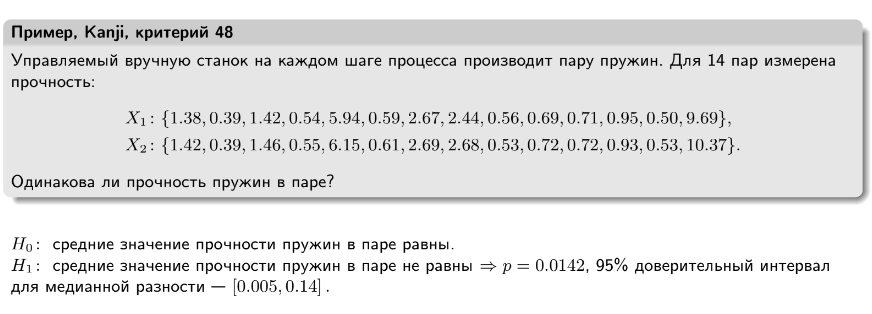 Пример, Kanji, критерий 48
Управляемый вручную станок на каждом шаге процесса производит пару пружин. Для 14 пар измерена
прочность:
X₁: {1.38, 0.39, 1.42, 0.54, 5.94, 0.59, 2.67, 2.44, 0.56, 0.69, 0.71, 0.95, 0.50, 9.69},
X₂: {1.42, 0.39, 1.46, 0.55, 6.15, 0.61, 2.69, 2.68, 0.53, 0.72, 0.72, 0.93, 0.53, 10.37}.
Одинакова ли прочность пружин в паре?
H₀: средние значение прочности пружин в паре равны.
H₁: средние значение прочности пружин в паре не равны ⇒ p = 0.0142, 95% доверительный интервал
для медианной разности — [0.005, 0.14].